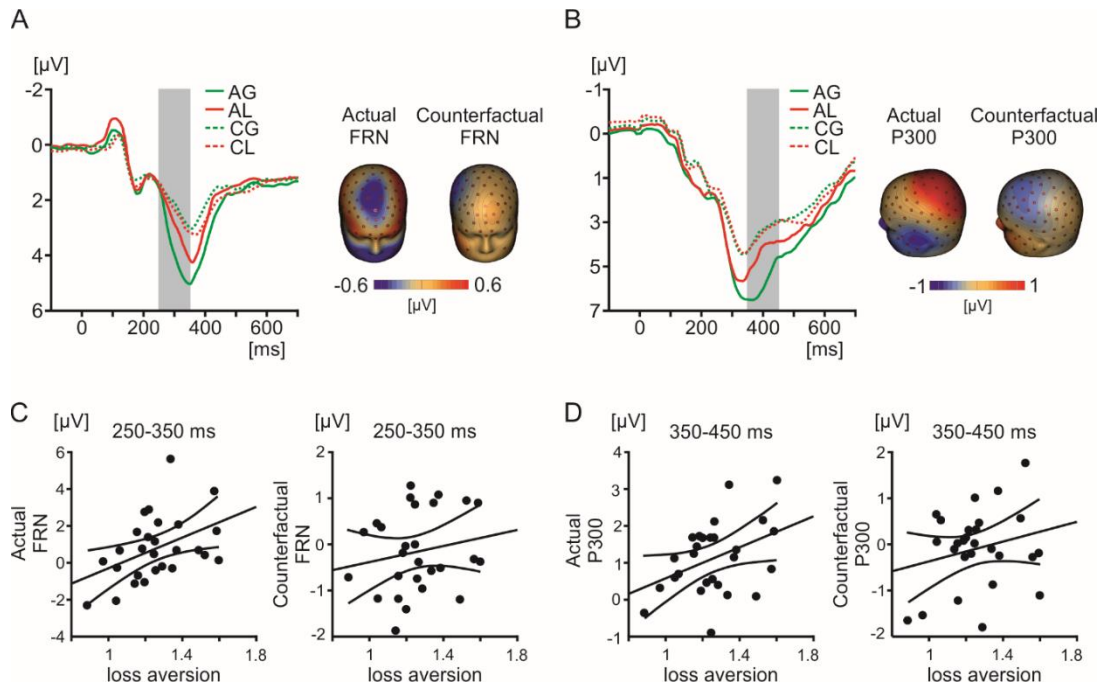 A
[µV]
-2
0
2
4
6
0 200 400 600
[ms]
AG
AL
CG
CL
Actual
FRN
Counterfactual
FRN
-0.6 0.6
[µV]
B
[µV]
-1
0
1
3
5
7
0 200 400 600
[ms]
AG
AL
CG
CL
Actual
P300
Counterfactual
P300
-1 1
[µV]
C
[µV]
250-350 ms
Actual
FRN
6
4
2
0
-2
-4
1 1.4 1.8
loss aversion
250-350 ms
Counterfactual
FRN
2
1
0
-1
-2
1 1.4 1.8
loss aversion
D
[µV]
350-450 ms
Actual
P300
4
3
2
1
0
-1
1 1.4 1.8
loss aversion
350-450 ms
Counterfactual
P300
2
1
0
-1
-2
1 1.4 1.8
loss aversion